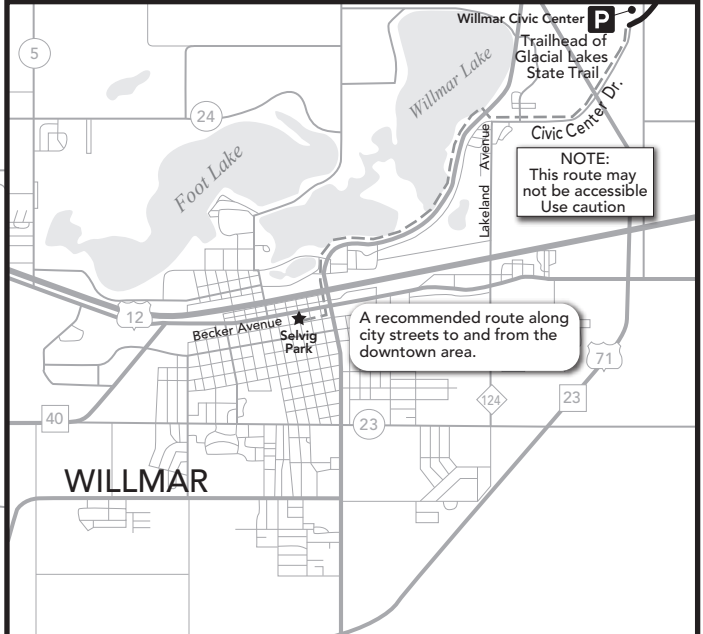 Willmar Civic Center P
Trailhead of
Glacial Lakes
State Trail
5
Willmar Lake
24
Civic Center Dr.
Foot Lake
Lakeland Avenue
NOTE:
This route may
not be accessible
Use caution
12
Becker Avenue
Selvig
Park
A recommended route along
city streets to and from the
downtown area.
71
124
23
40
23
WILLMAR